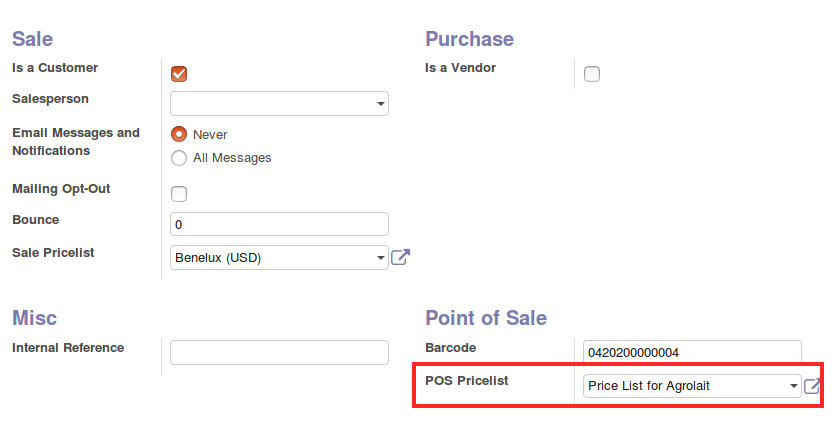 Sale
Is a Customer
Salesperson
Email Messages and
Notifications
Never
All Messages
Mailing Opt-Out
Bounce
0
Sale Pricelist
Benelux (USD)
Purchase
Is a Vendor
Misc
Internal Reference
Point of Sale
Barcode
0420200000004
POS Pricelist
Price List for Agrolait